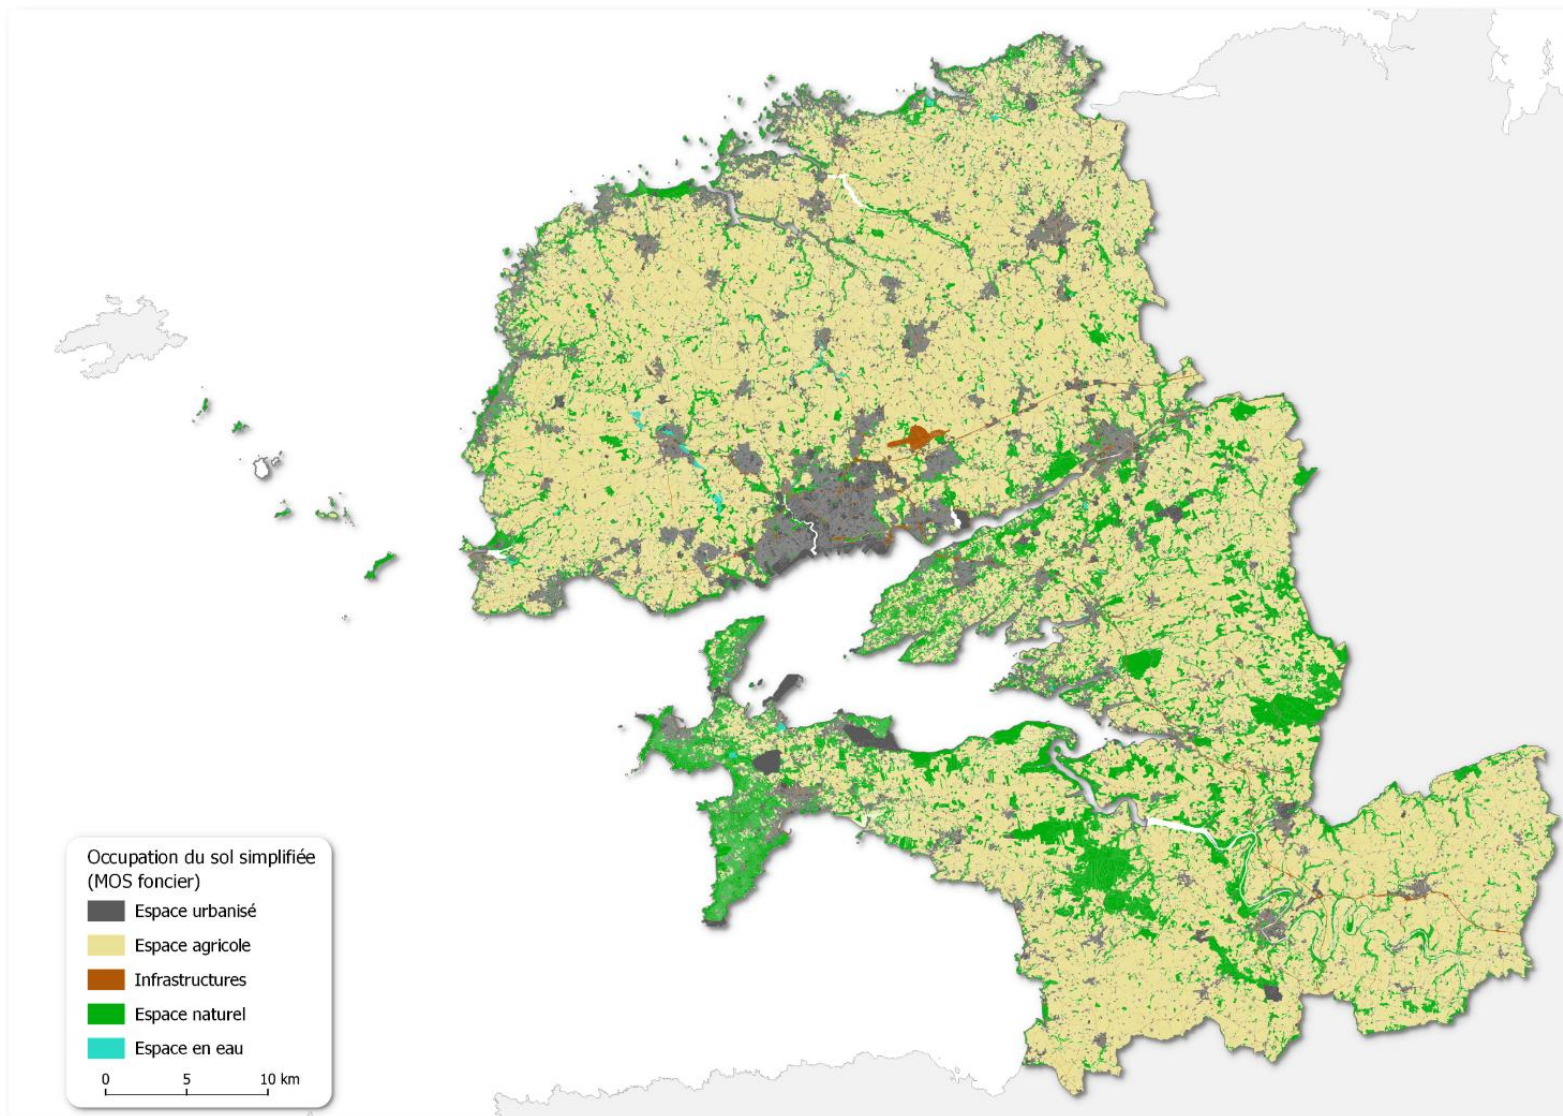 Occupation du sol simplifiée
(MOS foncier)
Espace urbanisé
Espace agricole
Infrastructures
Espace naturel
Espace en eau
0 5 10 km